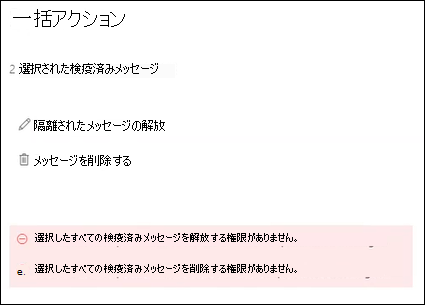 一括アクション
2 選択された検疫済みメッセージ
隔離されたメッセージの解放
メッセージを削除する
選択したすべての検疫済みメッセージを解放する権限がありません。
e. 選択したすべての検疫済みメッセージを削除する権限がありません。